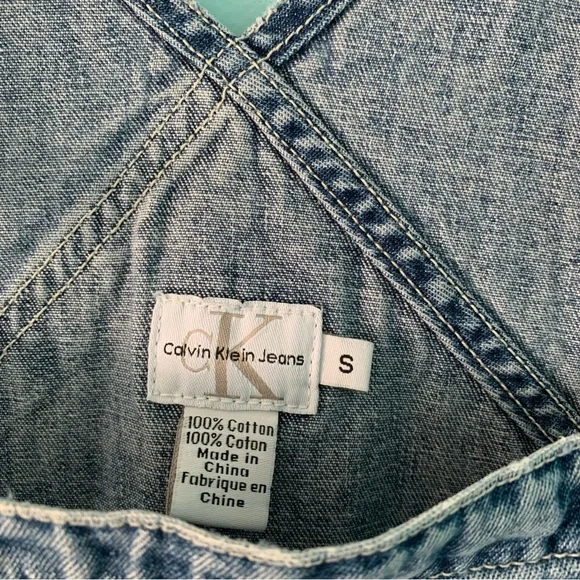 cK
Calvin Klein Jeans
S
100% Cotton
100% Coton
Made in
China
Fabrique en
Chine